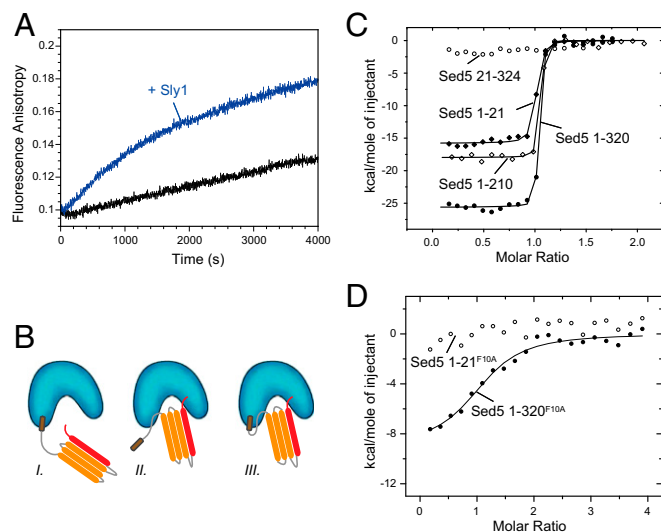 A
Fluorescence Anisotropy
0.2
0.18
0.16
0.14
0.12
0.1
+ Sly1
0 1000 2000 3000 4000
Time (s)
B
I. II. III.
C
kcal/mole of injectant
0
-5
-10
-15
-20
-25
Sed5 21-324
Sed5 1-21
Sed5 1-320
Sed5 1-210
0.0 0.5 1.0 1.5 2.0
Molar Ratio
D
kcal/mole of injectant
0
-4
-8
-12
Sed5 1-21F10A
Sed5 1-320F10A
0 1 2 3 4
Molar Ratio